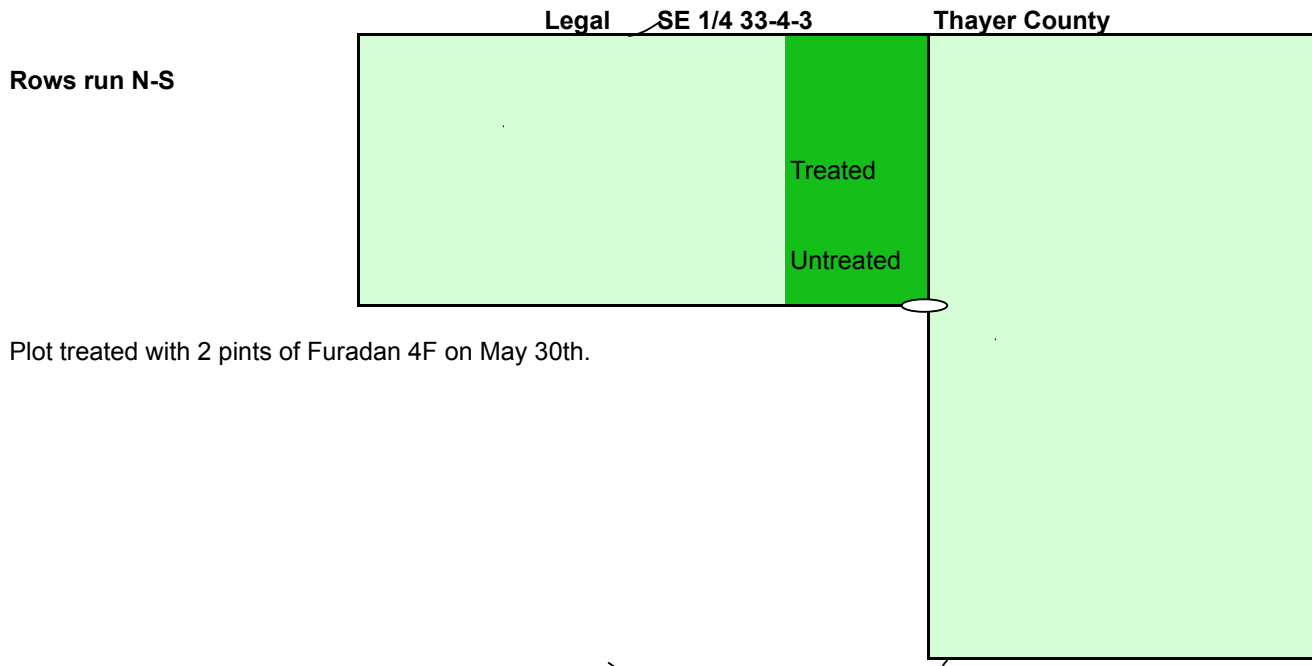 Legal SE 1/4 33-4-3 Thayer County
Rows run N-S
Treated
Untreated
Plot treated with 2 pints of Furadan 4F on May 30th.